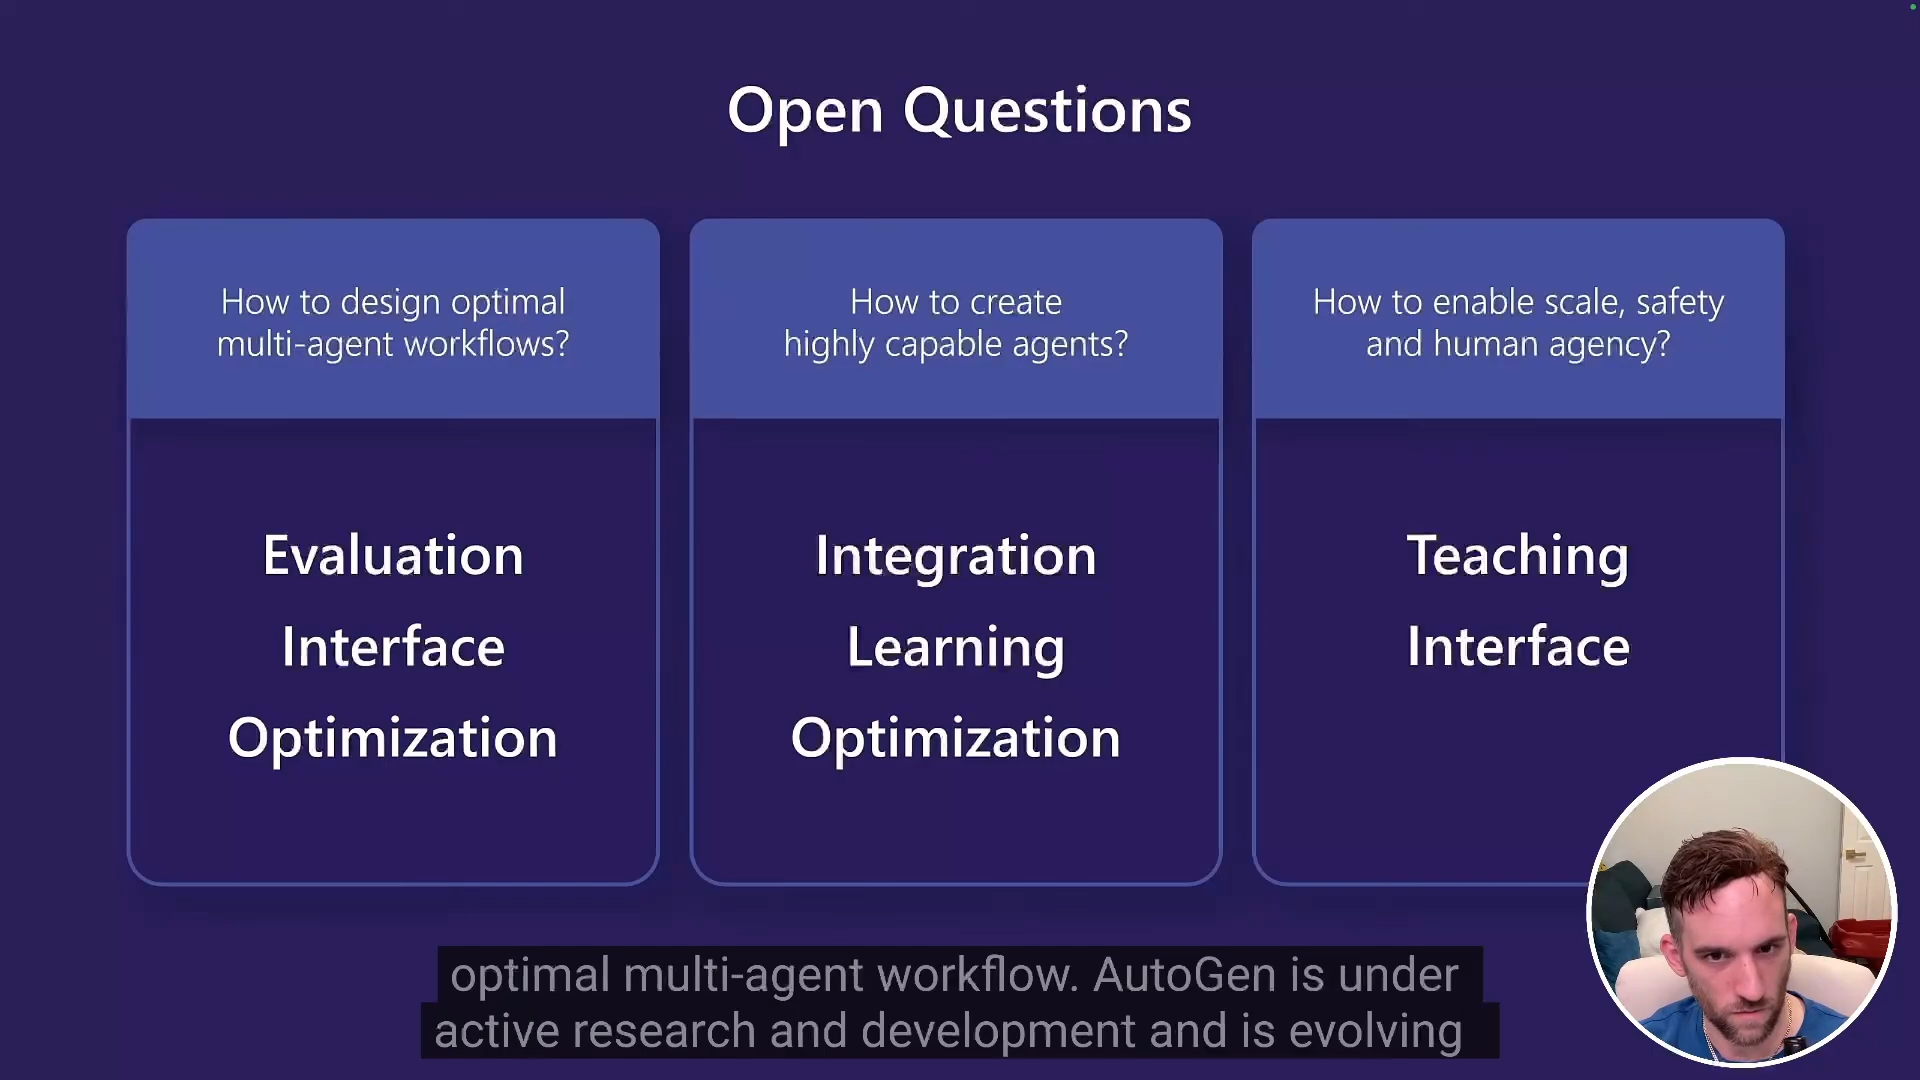 Open Questions
How to design optimal
multi-agent workflows?
Evaluation
Interface
Optimization
How to create
highly capable agents?
Integration
Learning
Optimization
How to enable scale, safety
and human agency?
Teaching
Interface
optimal multi-agent workflow. AutoGen is under
active research and development and is evolving